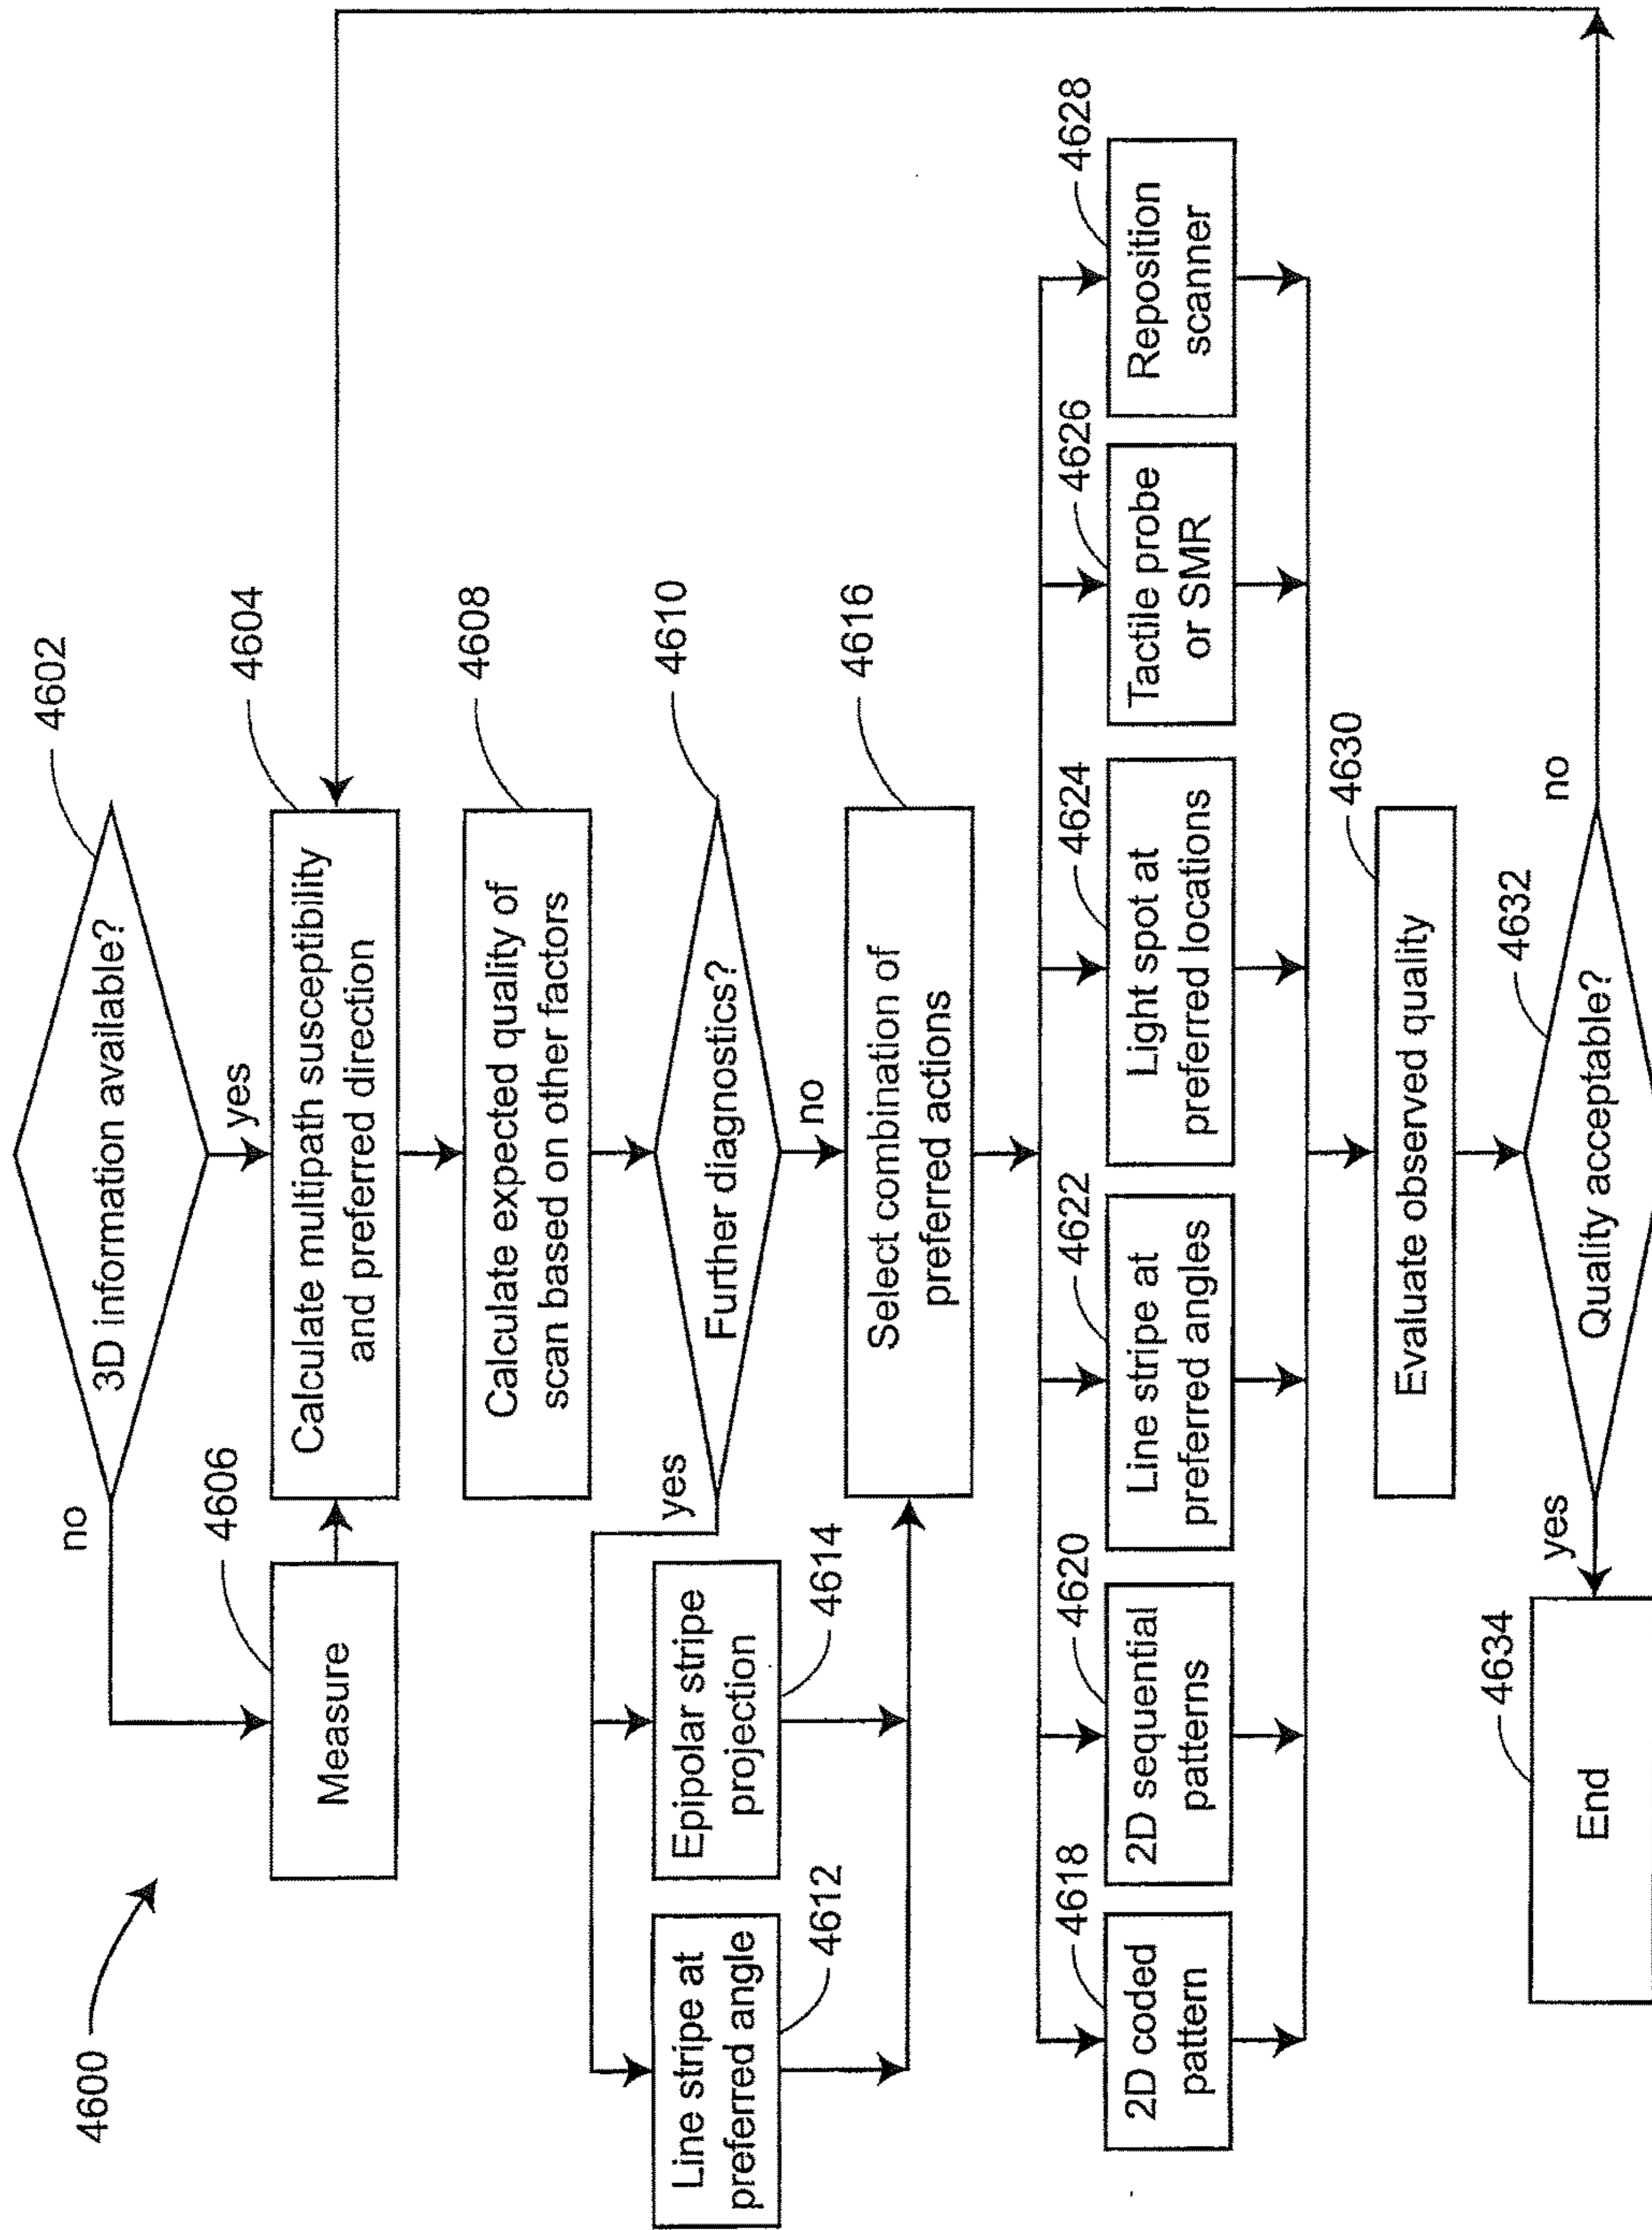 4600
3D information available?
4602
no
yes
Measure
4606
Calculate multipath susceptibility
and preferred direction
4604
Calculate expected quality of
scan based on other factors
4608
Further diagnostics?
4610
yes
no
Line stripe at
preferred angle
4612
Epipolar stripe
projection
4614
Select combination of
preferred actions
4616
2D coded
pattern
4618
2D sequential
patterns
4620
Line stripe at
preferred angles
4622
Light spot at
preferred locations
4624
Tactile probe
or SMR
4626
Reposition
scanner
4628
Evaluate observed quality
4630
Quality acceptable?
4632
yes
no
End
4634